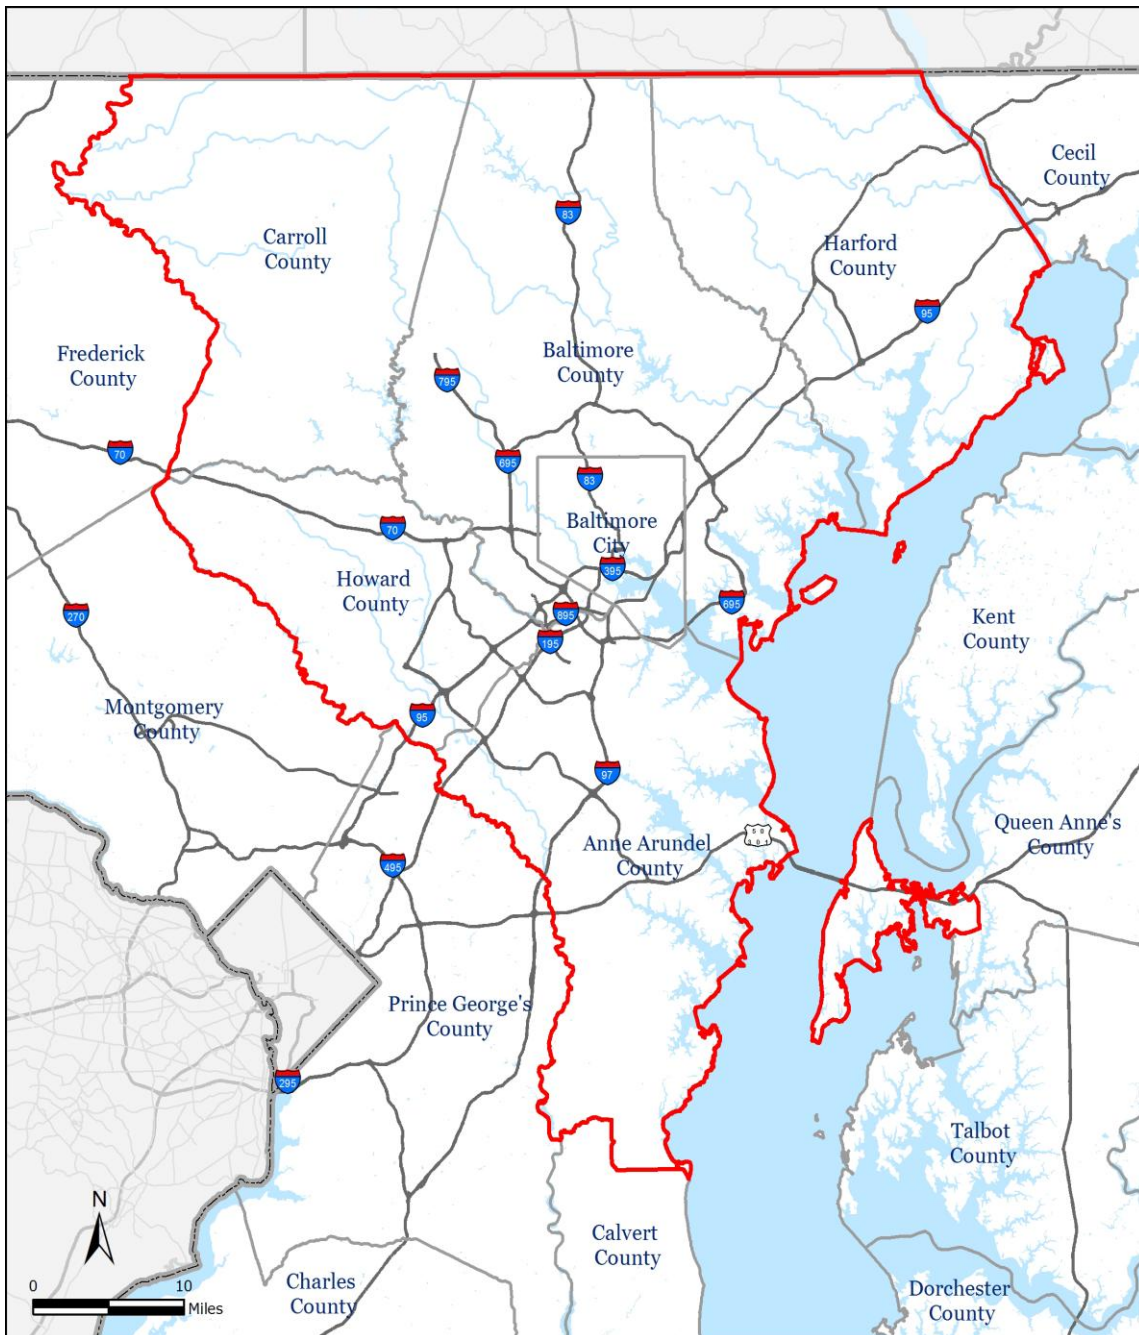 Cecil
County
83
Carroll
County
Harford
County
95
Frederick
County
Baltimore
County
795
70
695
83
70
Baltimore
City
395
Howard
County
270
895
695
195
Kent
County
Montgomery
County
95
97
Queen Anne's
County
Anne Arundel
County
495
Prince George's
County
295
Talbot
County
N
Calvert
County
Charles
County
Dorchester
County
0
10
Miles